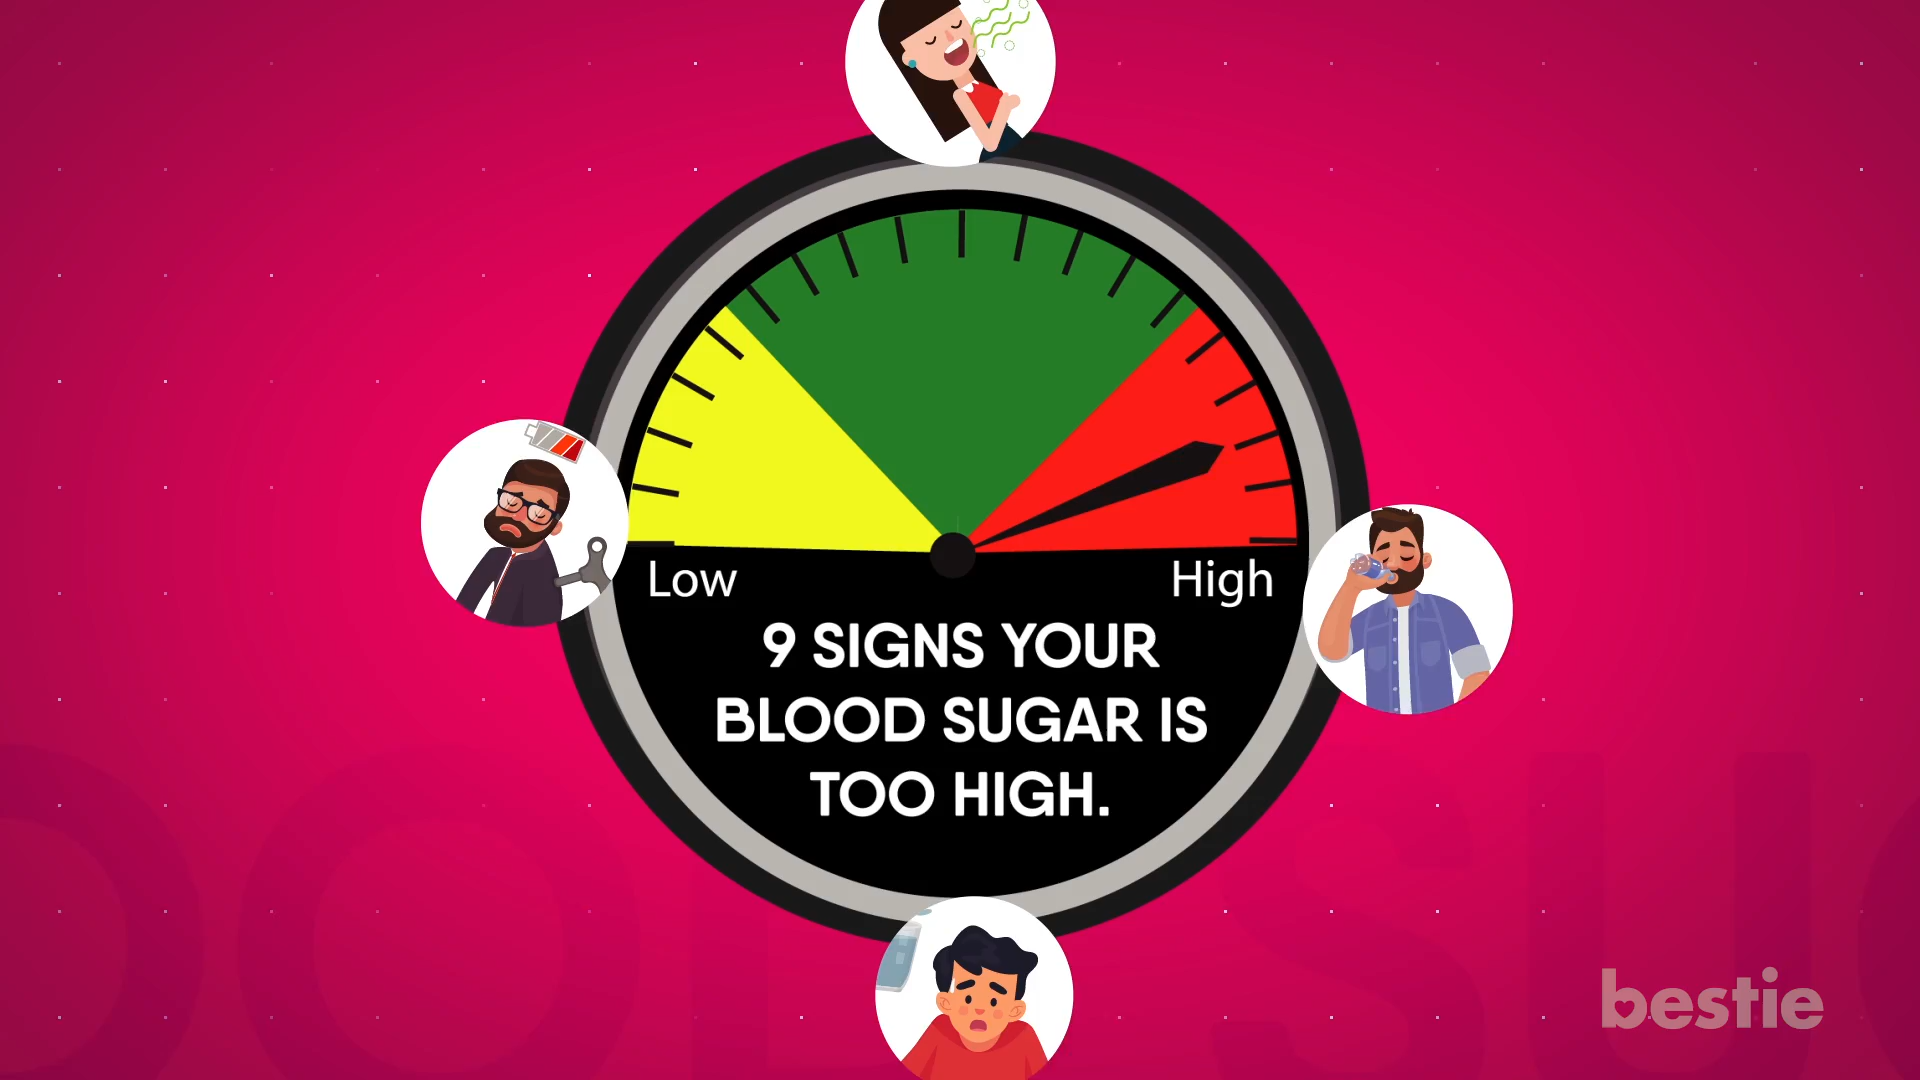 Low
High
9 SIGNS YOUR
BLOOD SUGAR IS
TOO HIGH.
bestie